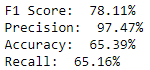 F1 Score:  78.11%
Precision:  97.47%
Accuracy:  65.39%
Recall:  65.16%